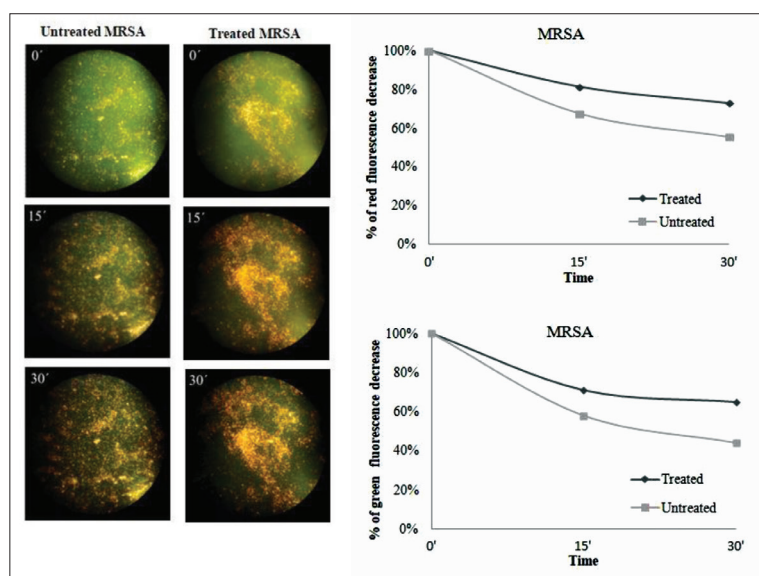 Untreated MRSA
Treated MRSA
0´
0´
15´
15´
30´
30´
MRSA
% of red fluorescence decrease
100%
80%
60%
40%
20%
0%
Treated
Untreated
0'
15'
30'
Time
MRSA
% of green fluorescence decrease
100%
80%
60%
40%
20%
0%
Treated
Untreated
0'
15'
30'
Time